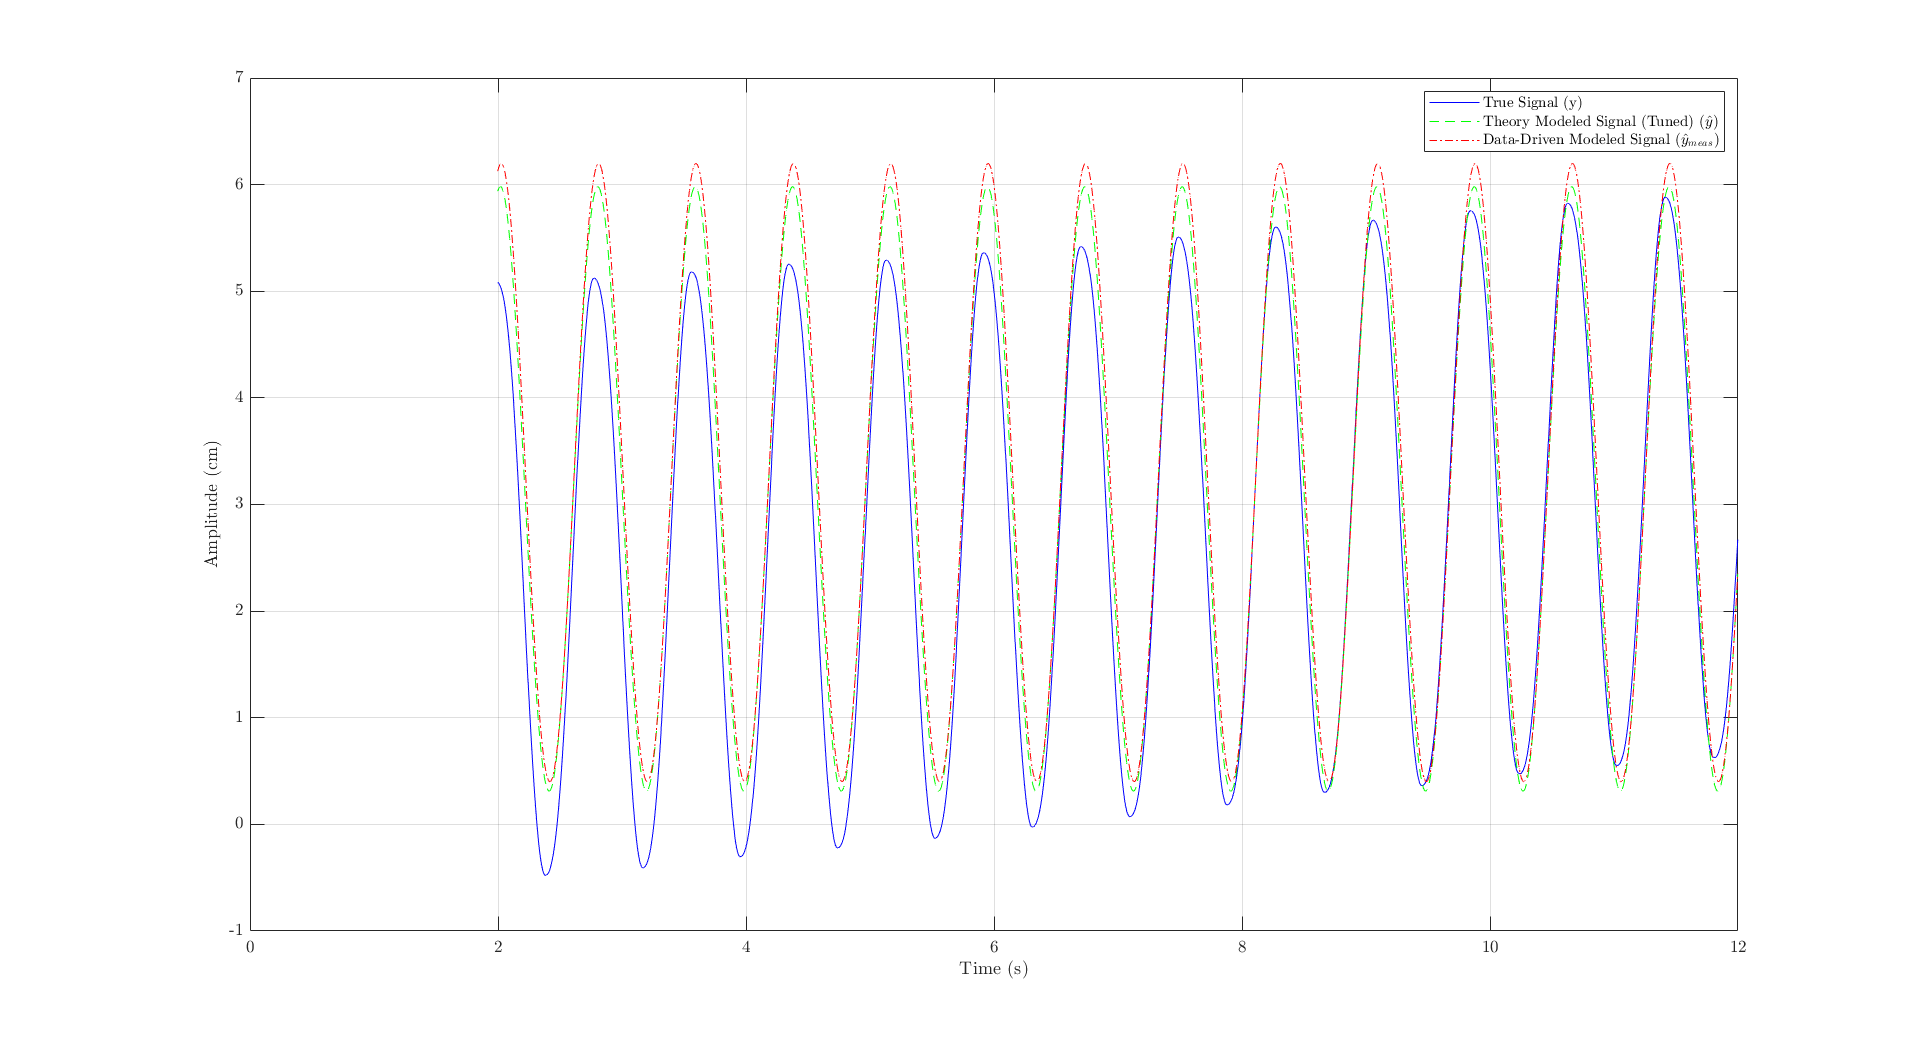 7
6
5
4
3
2
1
0
-1
0 2 4 6 8 10 12
Time (s)
Amplitude (cm)
True Signal (y)
Theory Modeled Signal (Tuned) (ŷ)
Data-Driven Modeled Signal (ŷmeas)